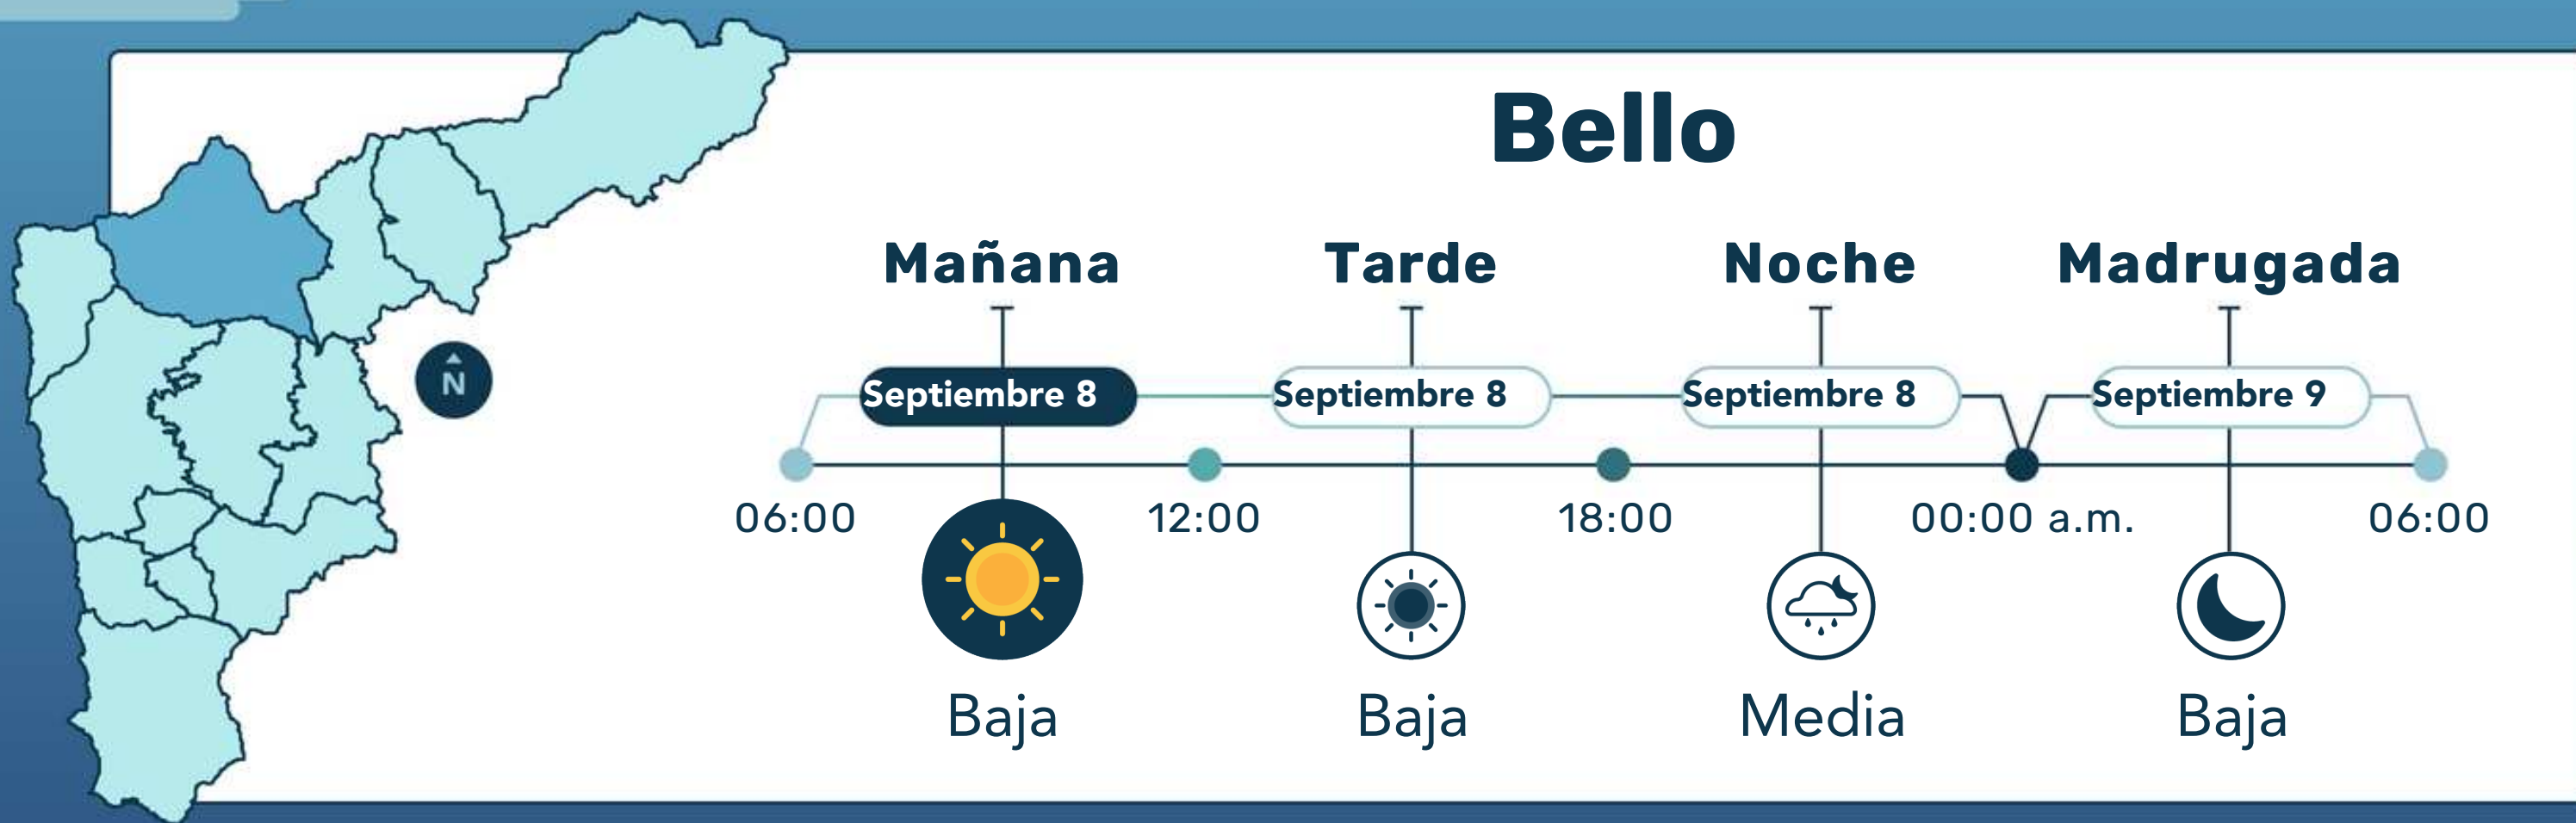 Bello
Mañana Tarde Noche Madrugada
Septiembre 8 Septiembre 8 Septiembre 8 Septiembre 9
N
06:00 12:00 18:00 00:00 a.m. 06:00
Baja Baja Media Baja